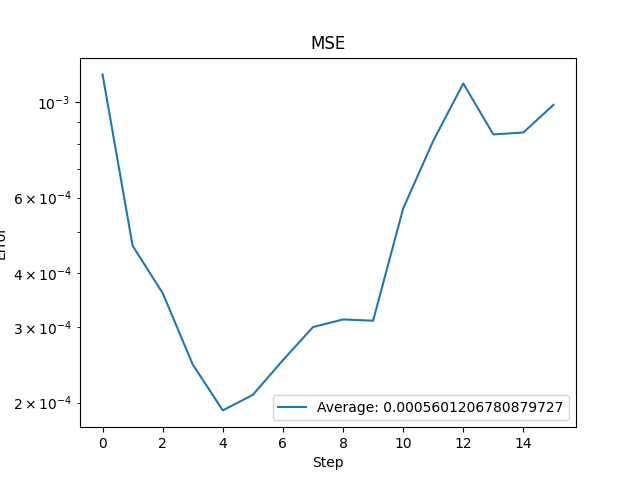 MSE
10⁻³
6 × 10⁻⁴
4 × 10⁻⁴
3 × 10⁻⁴
2 × 10⁻⁴
Error
Average: 0.0005601206780879727
0 2 4 6 8 10 12 14
Step